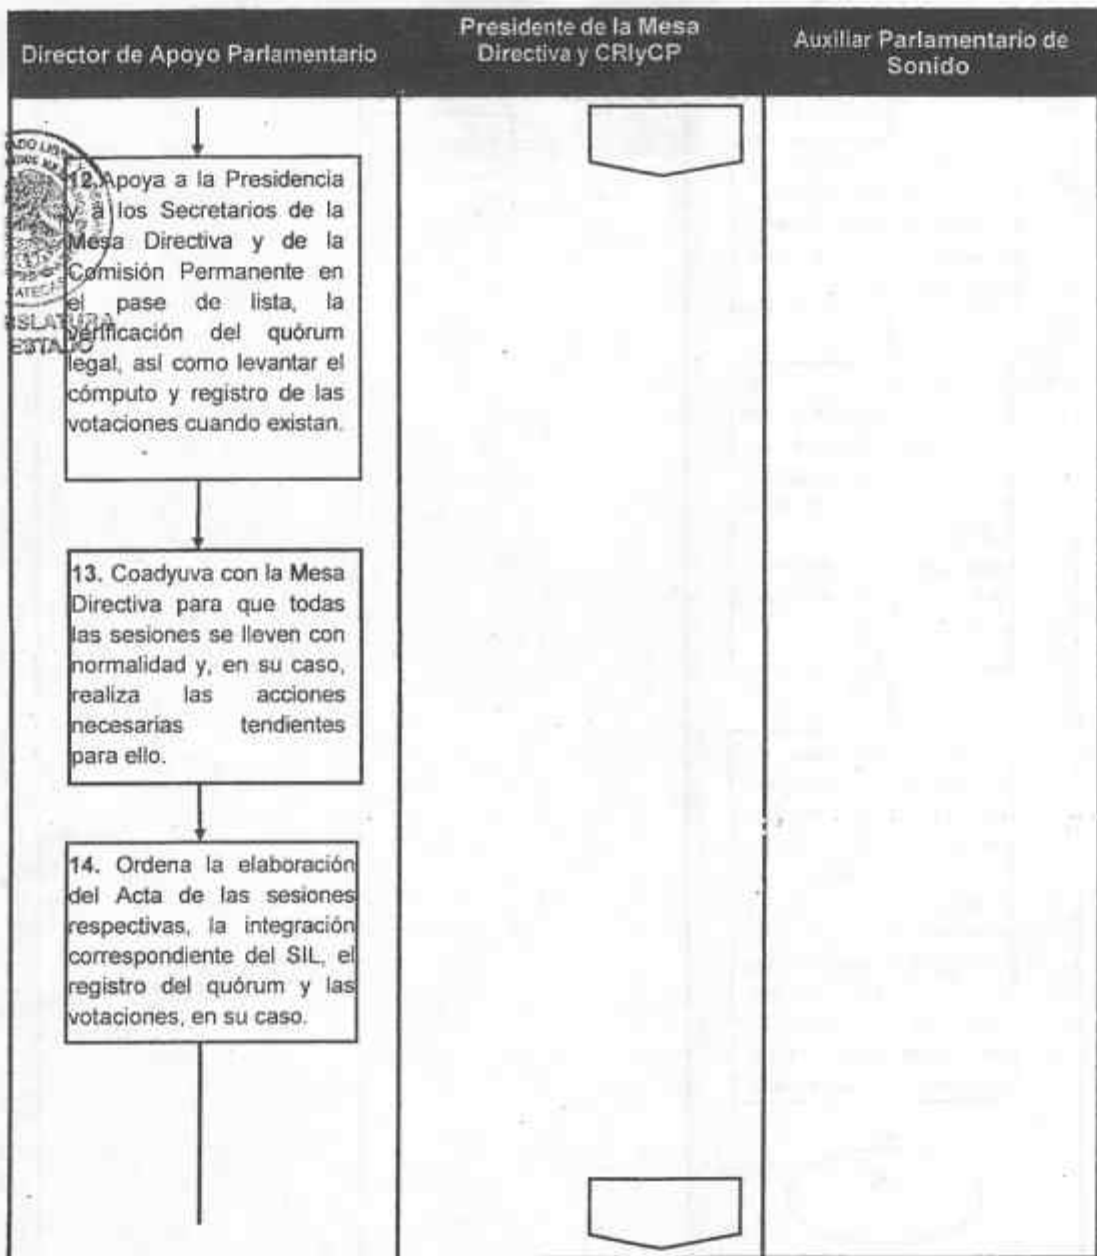 Director de Apoyo Parlamentario
Presidente de la Mesa
Directiva y CRIyCP
Auxiliar Parlamentario de
Sonido
12. Apoya a la Presidencia
y a los Secretarios de la
Mesa Directiva y de la
Comisión Permanente en
el pase de lista, la
verificación del quórum
legal, así como levantar el
cómputo y registro de las
votaciones cuando existan.
ISLATURA
ESTADO
13. Coadyuva con la Mesa
Directiva para que todas
las sesiones se lleven con
normalidad y, en su caso,
realiza las acciones
necesarias tendientes
para ello.
14. Ordena la elaboración
del Acta de las sesiones
respectivas, la integración
correspondiente del SIL, el
registro del quórum y las
votaciones, en su caso.